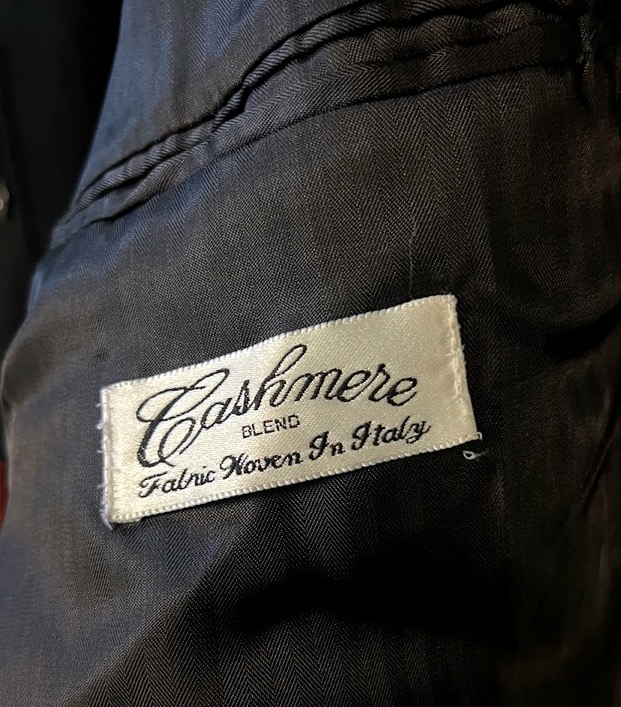 Cashmere
BLEND
Fabric Woven In Italy